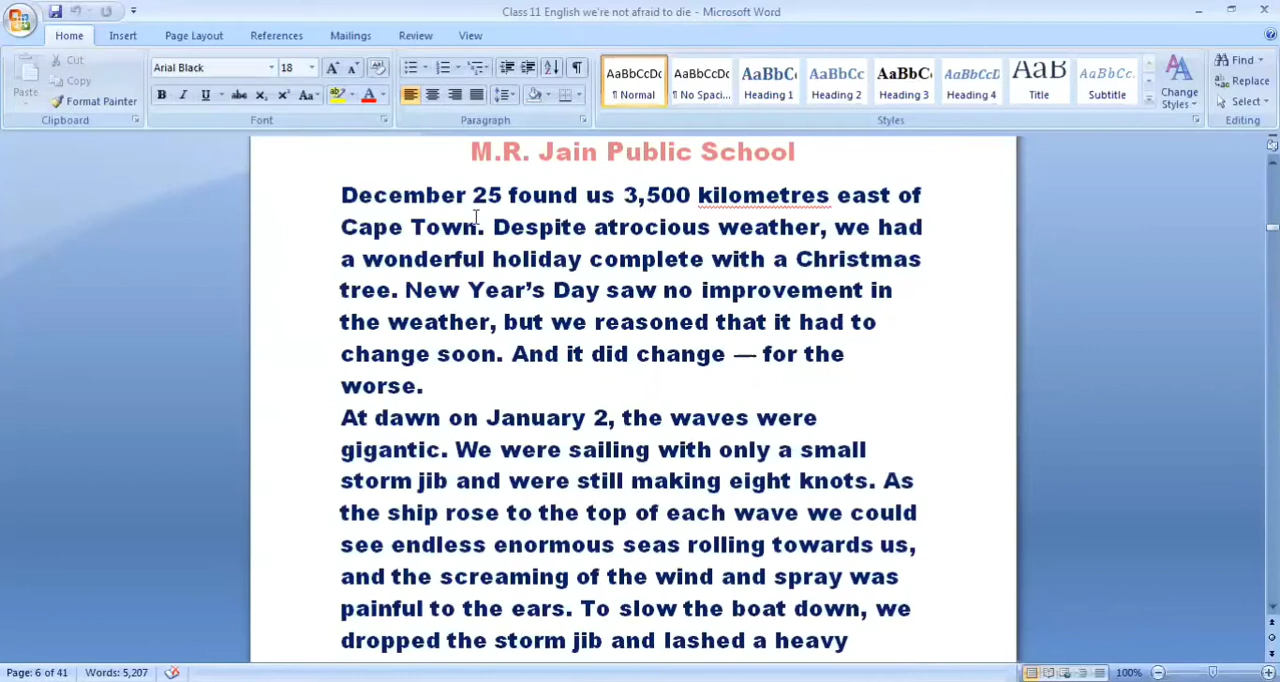 Class 11 English we're not afraid to die - Microsoft Word
Home Insert Page Layout References Mailings Review View
Paste
Cut
Copy
Format Painter
Clipboard
Arial Black 18
Font
Paragraph
AaBbCcDc AaBbCcDc AaBbC AaBbCc AaBbC AaBbCcD AaB AaBbCc.
¶ Normal ¶ No Spaci... Heading 1 Heading 2 Heading 3 Heading 4 Title Subtitle
Change Styles
Styles
Find
Replace
Select
Editing
M.R. Jain Public School
December 25 found us 3,500 kilometres east of
Cape Town. Despite atrocious weather, we had
a wonderful holiday complete with a Christmas
tree. New Year’s Day saw no improvement in
the weather, but we reasoned that it had to
change soon. And it did change — for the
worse.
At dawn on January 2, the waves were
gigantic. We were sailing with only a small
storm jib and were still making eight knots. As
the ship rose to the top of each wave we could
see endless enormous seas rolling towards us,
and the screaming of the wind and spray was
painful to the ears. To slow the boat down, we
dropped the storm jib and lashed a heavy
Page: 6 of 41 Words: 5,207 100%